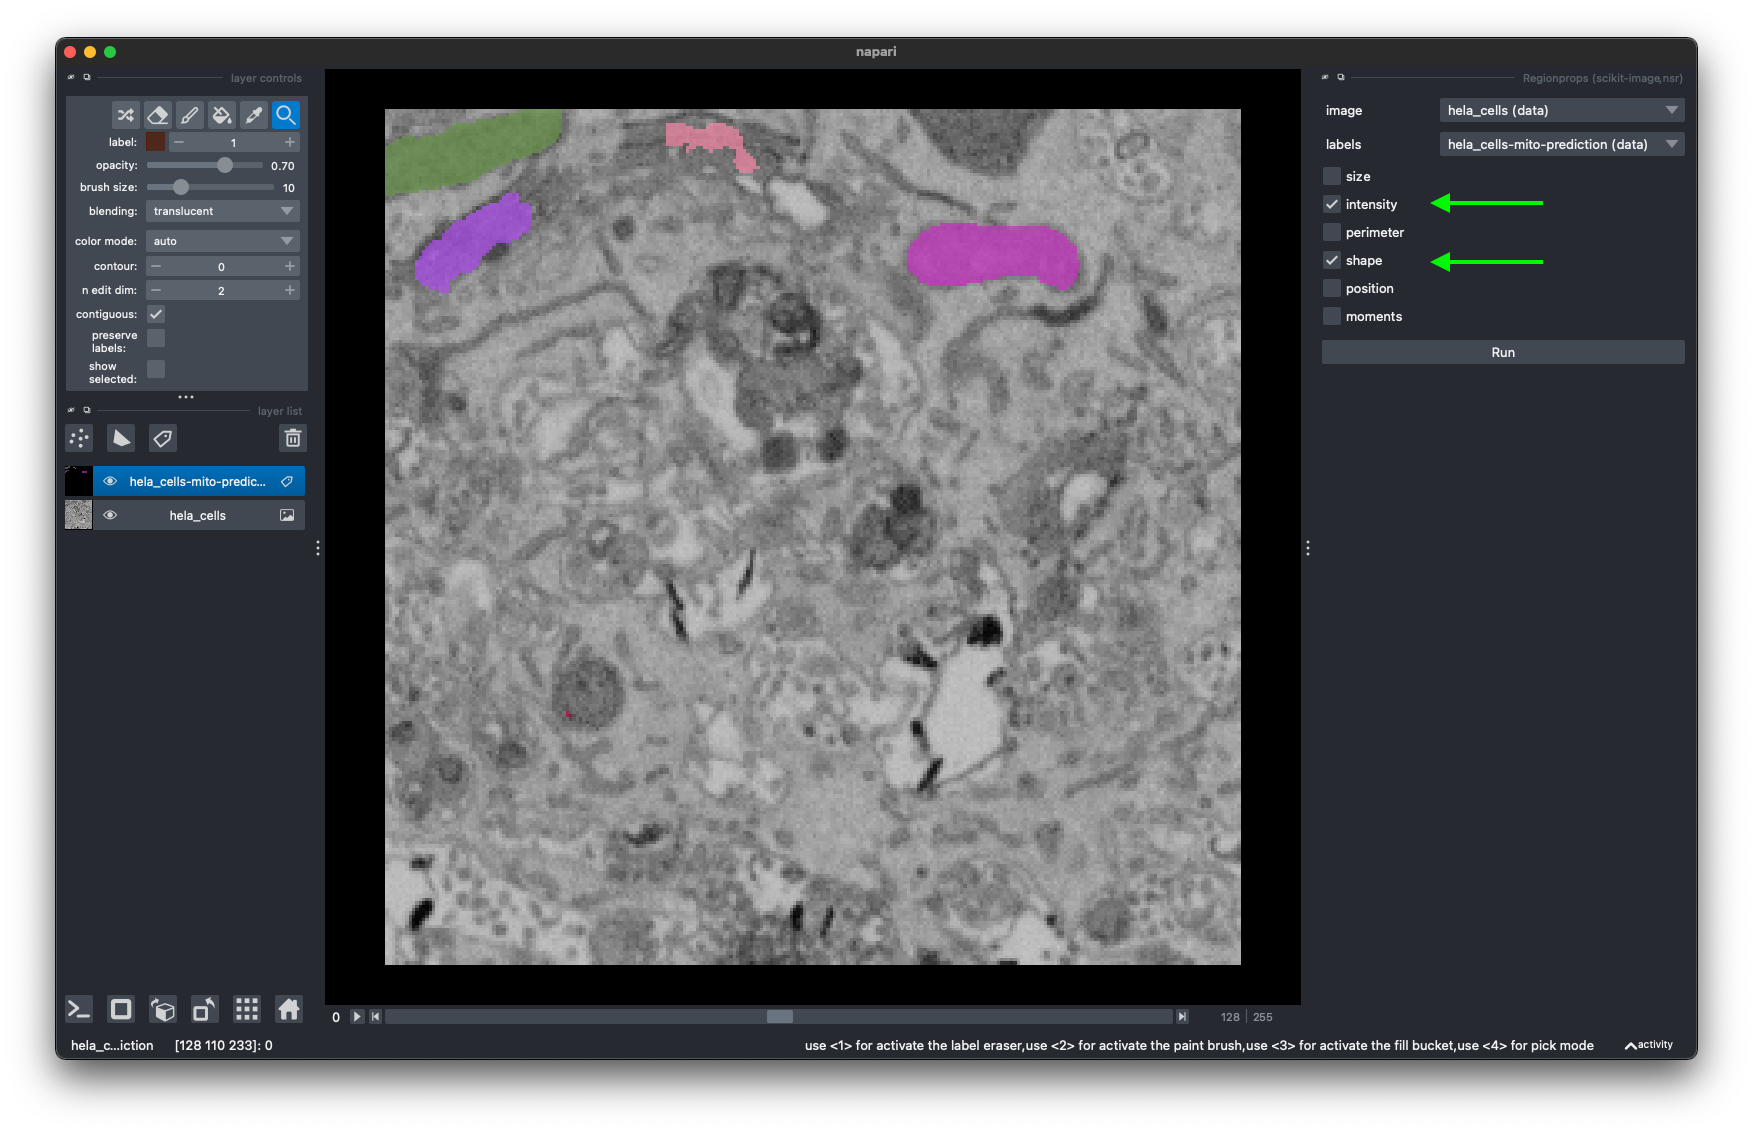 napari
layer controls
label:
1
opacity:
0.70
brush size:
10
blending:
translucent
color mode:
auto
contour:
0
n edit dim:
2
contiguous:
preserve
labels:
show
selected:
layer list
hela_cells-mito-predic...
hela_cells
0
128 | 255
hela_c...iction [128 110 233]: 0
use <1> for activate the label eraser,use <2> for activate the paint brush,use <3> for activate the fill bucket,use <4> for pick mode
activity
Regionprops (scikit-image,nsr)
image
hela_cells (data)
labels
hela_cells-mito-prediction (data)
size
intensity
perimeter
shape
position
moments
Run